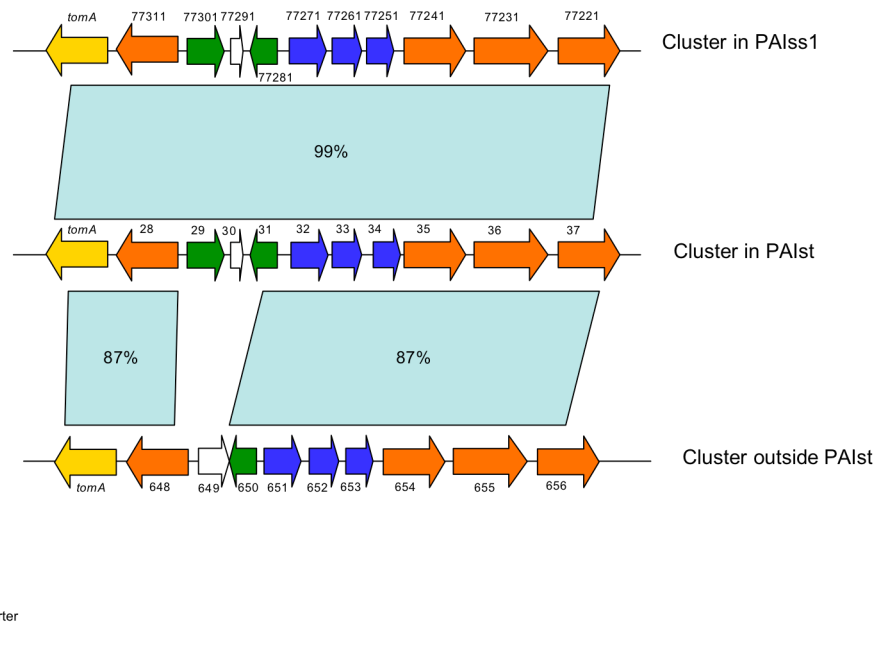 tomA 77311 77301 77291 77271 77261 77251 77241 77231 77221
Cluster in PAIss1
77281
99%
tomA 28 29 30 31 32 33 34 35 36 37
Cluster in PAIst
87% 87%
Cluster outside PAIst
tomA 648 649 650 651 652 653 654 655 656
rter